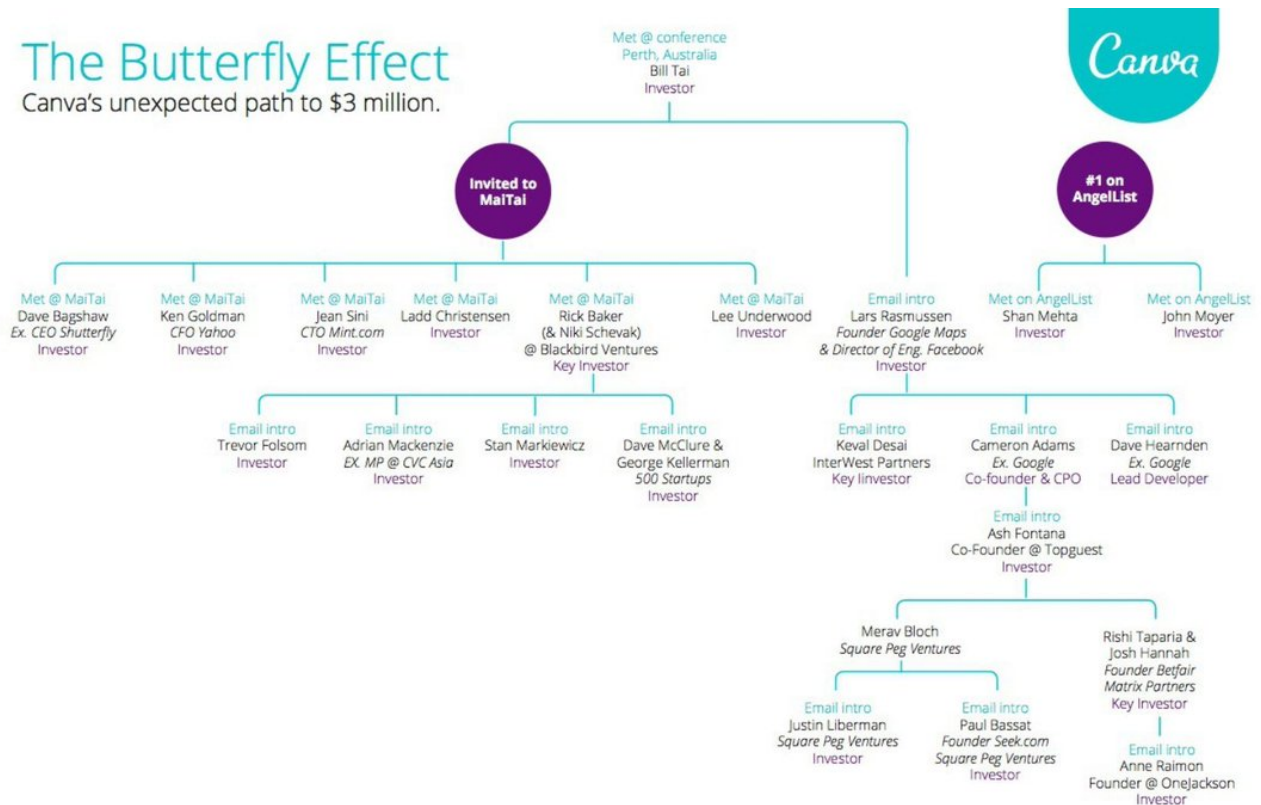 The Butterfly Effect
Canva's unexpected path to $3 million.
Met @ conference
Perth, Australia
Bill Tai
Investor
Canva
Invited to
MaiTai
#1 on
AngelList
Met @ MaiTai
Dave Bagshaw
Ex. CEO Shutterfly
Investor
Met @ MaiTai
Ken Goldman
CFO Yahoo
Investor
Met @ MaiTai
Jean Sini
CTO Mint.com
Investor
Met @ MaiTai
Ladd Christensen
Investor
Met @ MaiTai
Rick Baker
(& Niki Schevak)
@ Blackbird Ventures
Key Investor
Met @ MaiTai
Lee Underwood
Investor
Email intro
Lars Rasmussen
Founder Google Maps
& Director of Eng. Facebook
Investor
Met on AngelList
Shan Mehta
Investor
Met on AngelList
John Moyer
Investor
Email intro
Trevor Folsom
Investor
Email intro
Adrian Mackenzie
EX. MP @ CVC Asia
Investor
Email intro
Stan Markiewicz
Investor
Email intro
Dave McClure &
George Kellerman
500 Startups
Investor
Email intro
Keval Desai
InterWest Partners
Key Iinvestor
Email intro
Cameron Adams
Ex. Google
Co-founder & CPO
Email intro
Dave Hearnden
Ex. Google
Lead Developer
Email intro
Ash Fontana
Co-Founder @ Topguest
Investor
Merav Bloch
Square Peg Ventures
Rishi Taparia &
Josh Hannah
Founder Betfair
Matrix Partners
Key Investor
Email intro
Justin Liberman
Square Peg Ventures
Investor
Email intro
Paul Bassat
Founder Seek.com
Square Peg Ventures
Investor
Email intro
Anne Raimon
Founder @ OneJackson
Investor